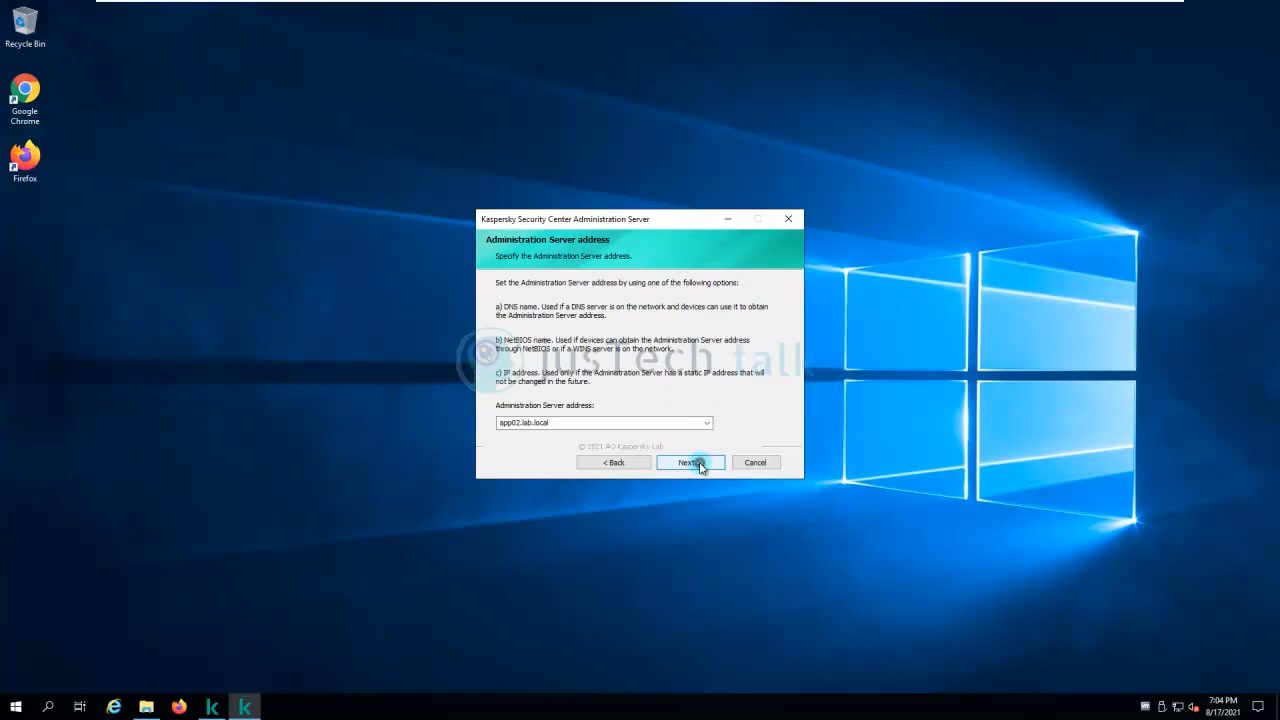 Recycle Bin
Google
Chrome
Firefox
Kaspersky Security Center Administration Server
Administration Server address
Specify the Administration Server address.
Set the Administration Server address by using one of the following options:
a) DNS name. Used if a DNS server is on the network and devices can use it to obtain
the Administration Server address.
b) NetBIOS name. Used if devices can obtain the Administration Server address
through NetBIOS or if a WINS server is on the network.
jusTech talk
c) IP address. Used only if the Administration Server has a static IP address that will
not be changed in the future.
Administration Server address:
app02.lab.local
© 2021 AO Kaspersky Lab
< Back
Next
Cancel
7:04 PM
8/17/2021